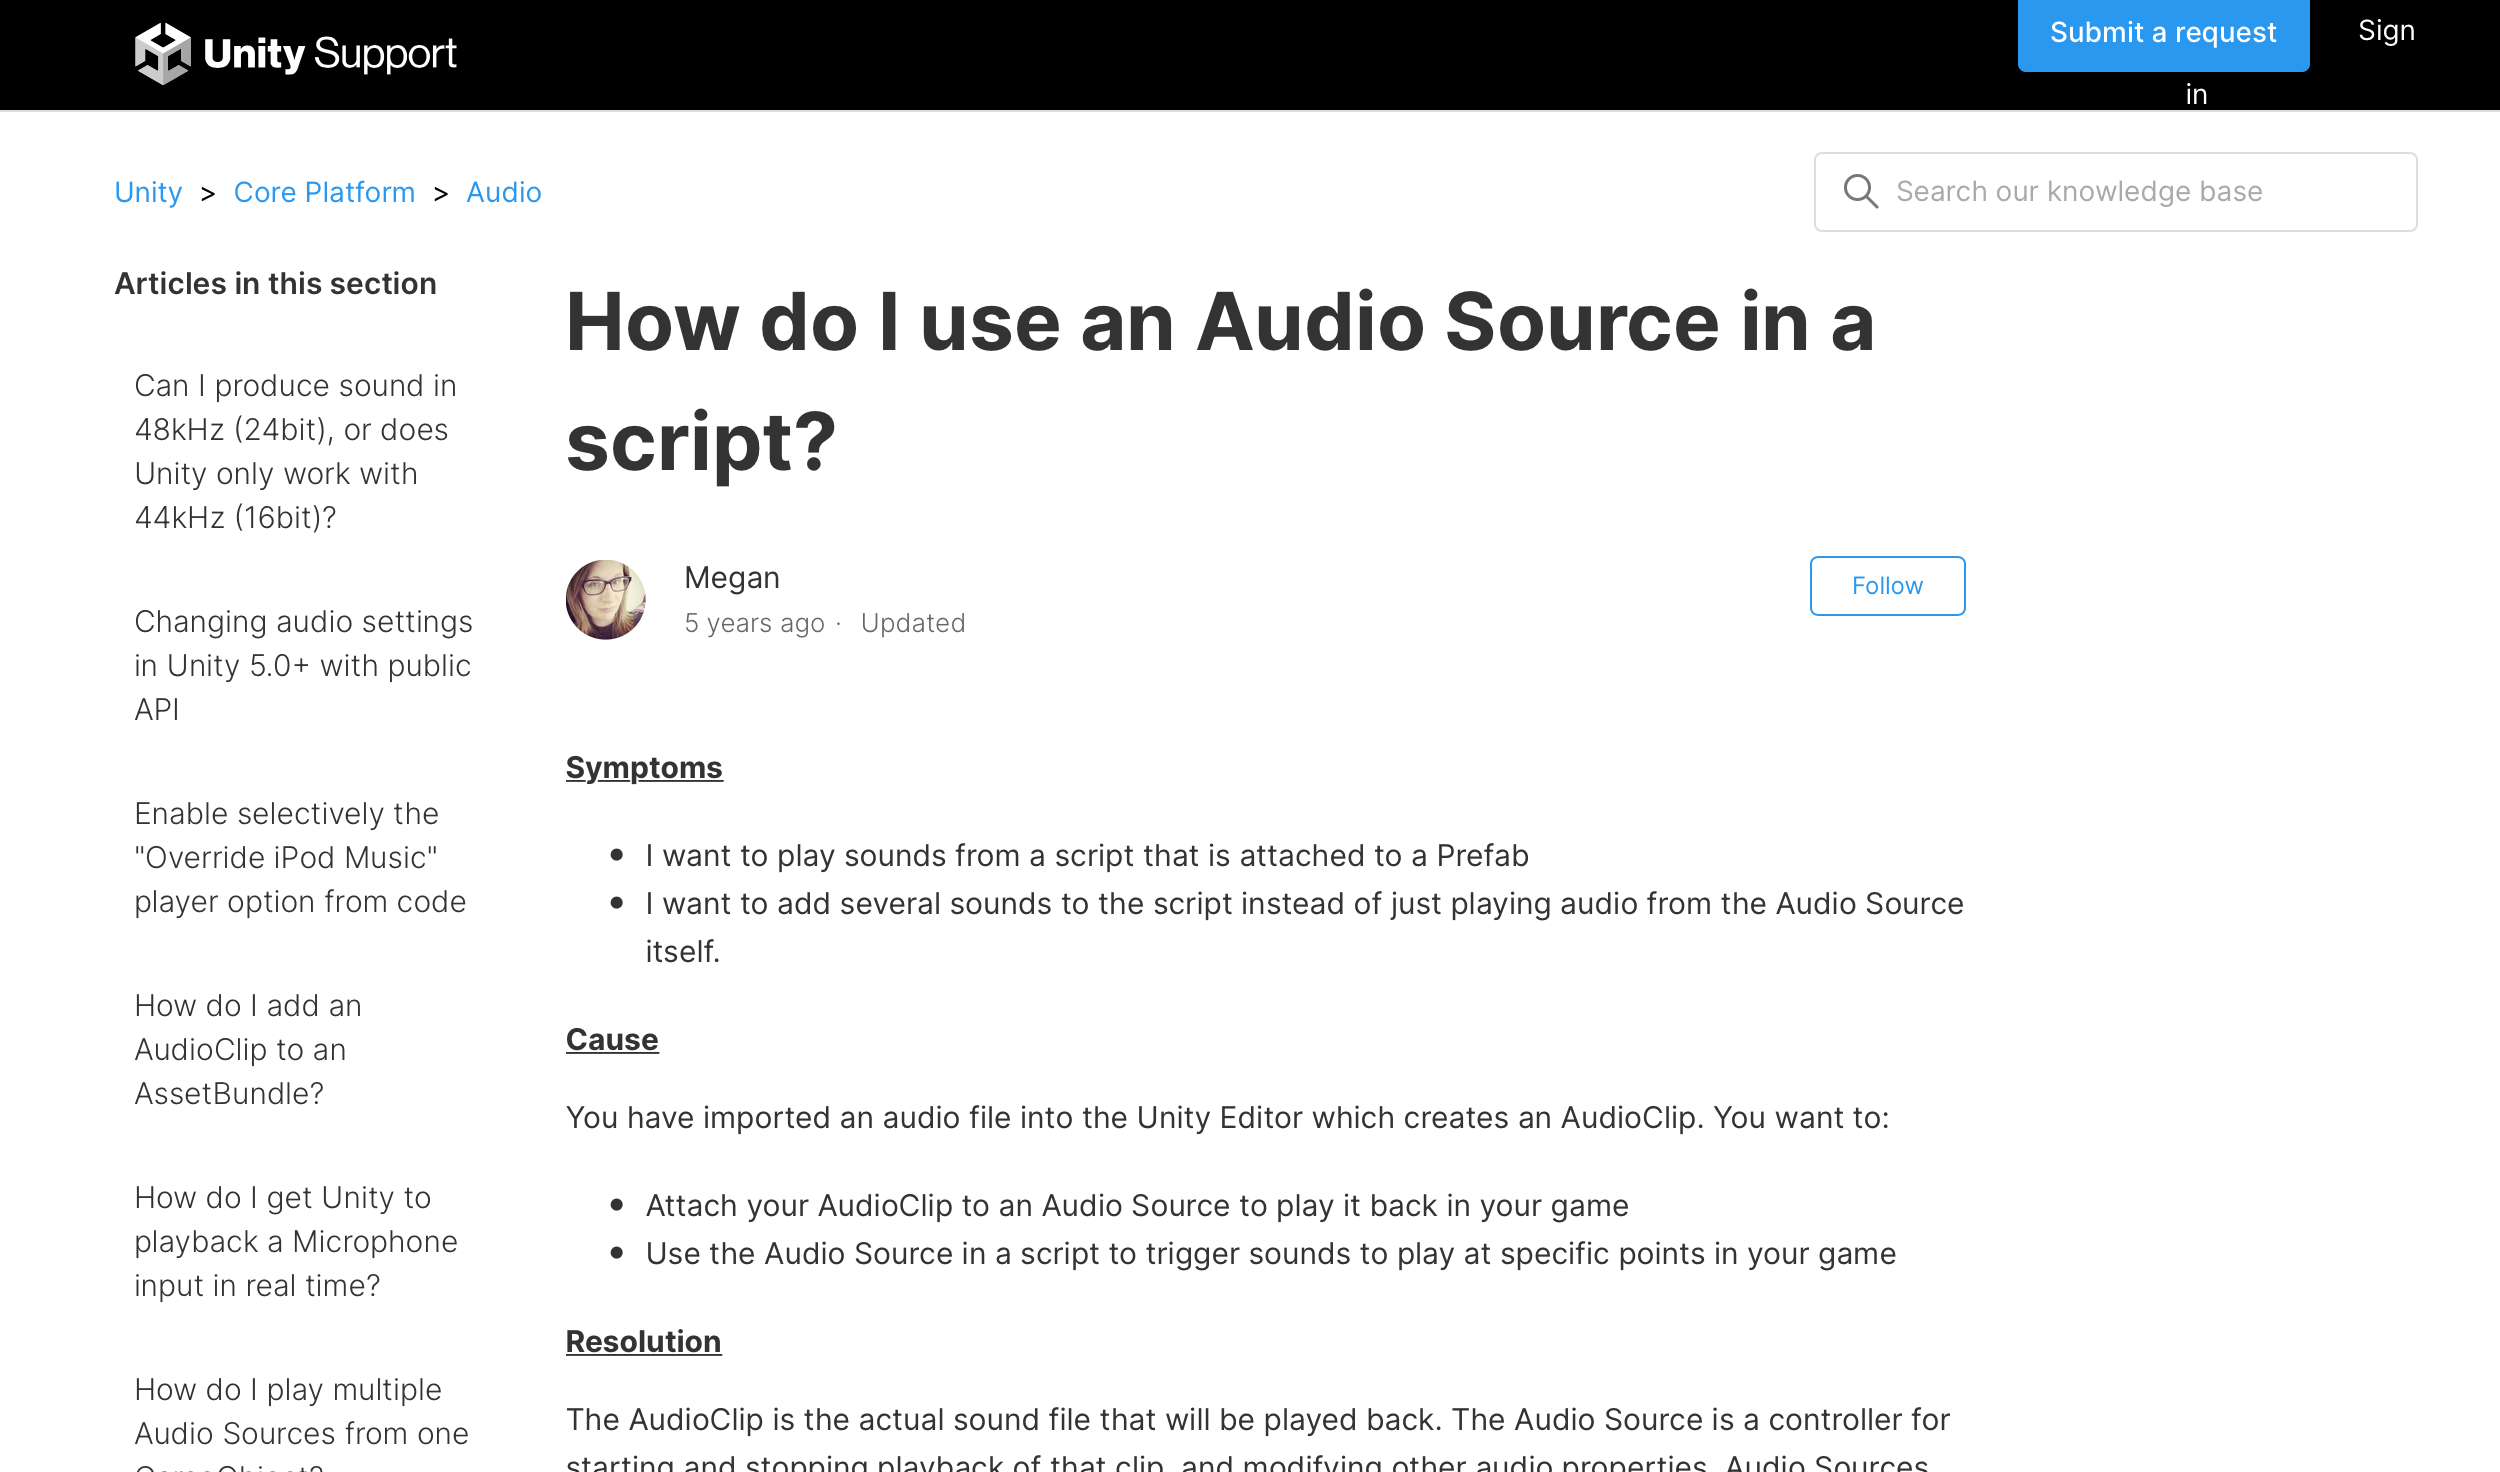 Unity Support
Submit a request
Sign
in
Unity > Core Platform > Audio
Search our knowledge base
Articles in this section
Can I produce sound in
48kHz (24bit), or does
Unity only work with
44kHz (16bit)?
Changing audio settings
in Unity 5.0+ with public
API
Enable selectively the
"Override iPod Music"
player option from code
How do I add an
AudioClip to an
AssetBundle?
How do I get Unity to
playback a Microphone
input in real time?
How do I play multiple
Audio Sources from one
GameObject?
How do I use an Audio Source in a
script?
Megan
5 years ago · Updated
Follow
Symptoms
• I want to play sounds from a script that is attached to a Prefab
• I want to add several sounds to the script instead of just playing audio from the Audio Source
itself.
Cause
You have imported an audio file into the Unity Editor which creates an AudioClip. You want to:
• Attach your AudioClip to an Audio Source to play it back in your game
• Use the Audio Source in a script to trigger sounds to play at specific points in your game
Resolution
The AudioClip is the actual sound file that will be played back. The Audio Source is a controller for
starting and stopping playback of that clip, and modifying other audio properties. Audio Sources